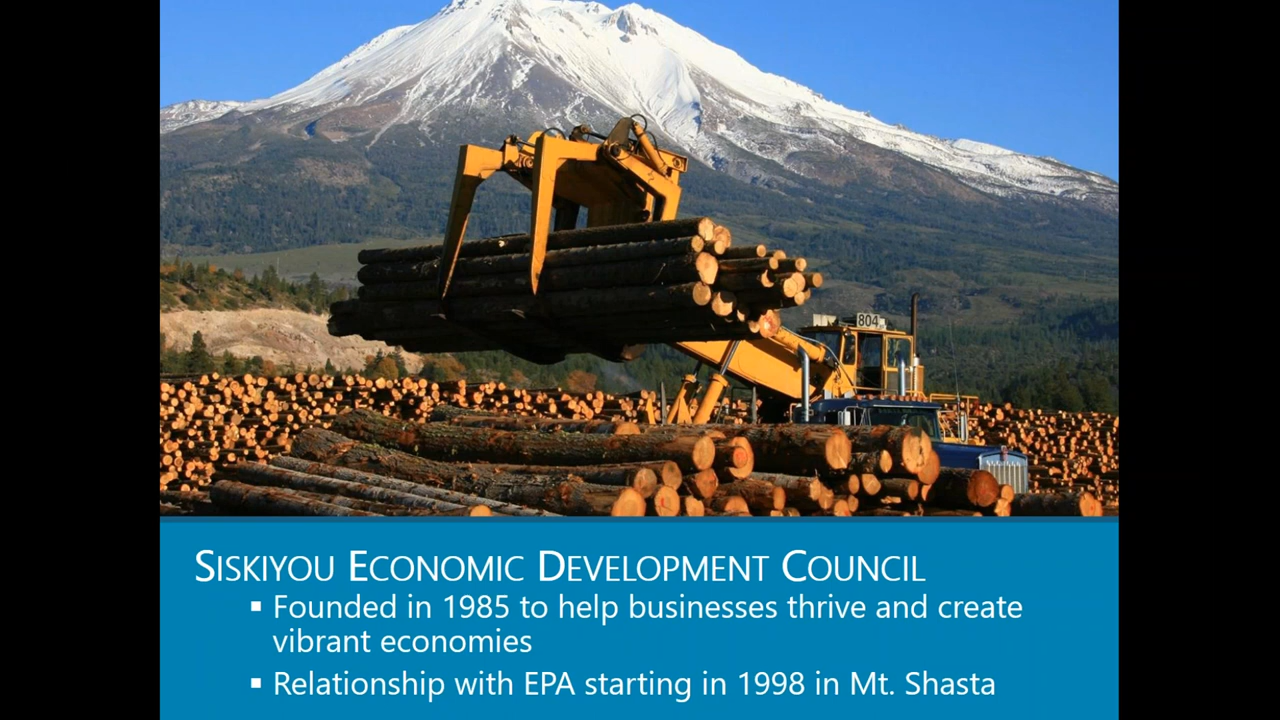 804
SISKIYOU ECONOMIC DEVELOPMENT COUNCIL
▪ Founded in 1985 to help businesses thrive and create
vibrant economies
▪ Relationship with EPA starting in 1998 in Mt. Shasta